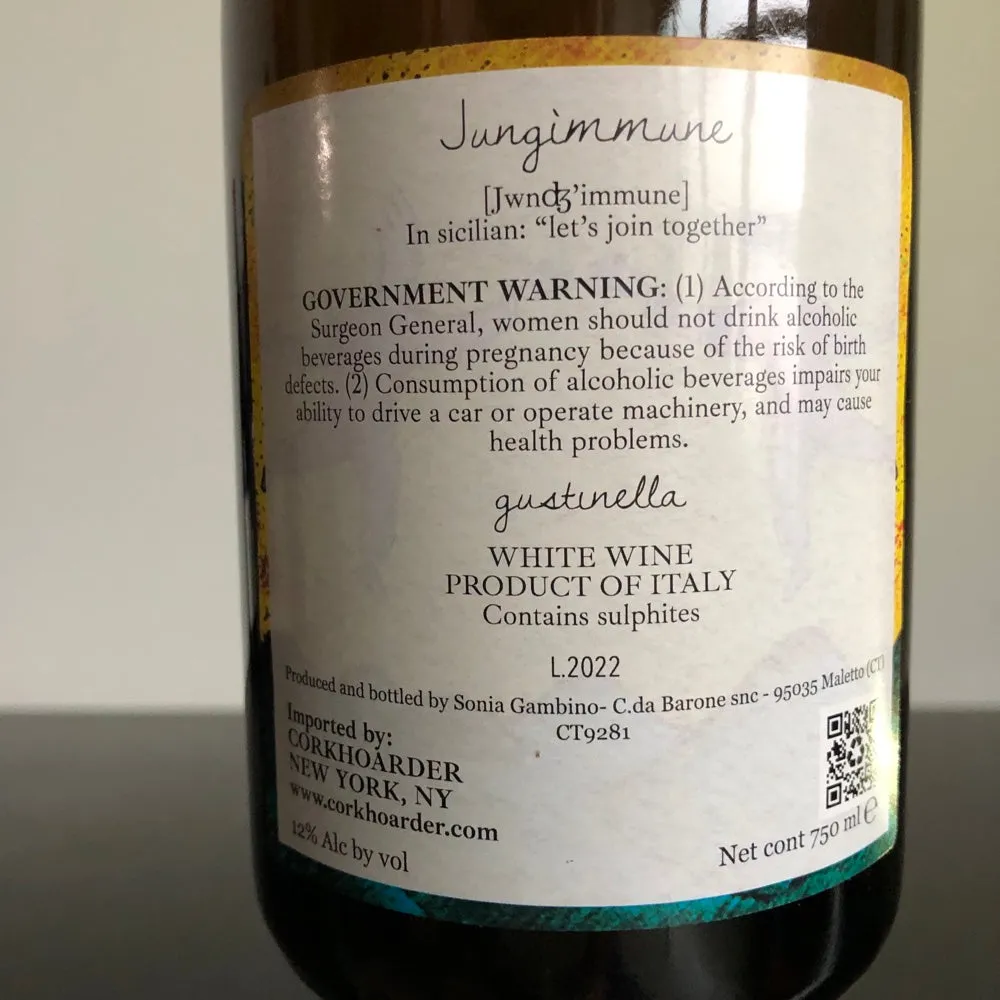 Jungimmune
[Jwnʤ’immune]
In sicilian: “let’s join together”
GOVERNMENT WARNING: (1) According to the
Surgeon General, women should not drink alcoholic
beverages during pregnancy because of the risk of birth
defects. (2) Consumption of alcoholic beverages impairs your
ability to drive a car or operate machinery, and may cause
health problems.
gustinella
WHITE WINE
PRODUCT OF ITALY
Contains sulphites
L.2022
Produced and bottled by Sonia Gambino- C.da Barone snc - 95035 Maletto (CT)
CT9281
Imported by:
CORKHOARDER
NEW YORK, NY
www.corkhoarder.com
12% Alc by vol
Net cont 750 ml e